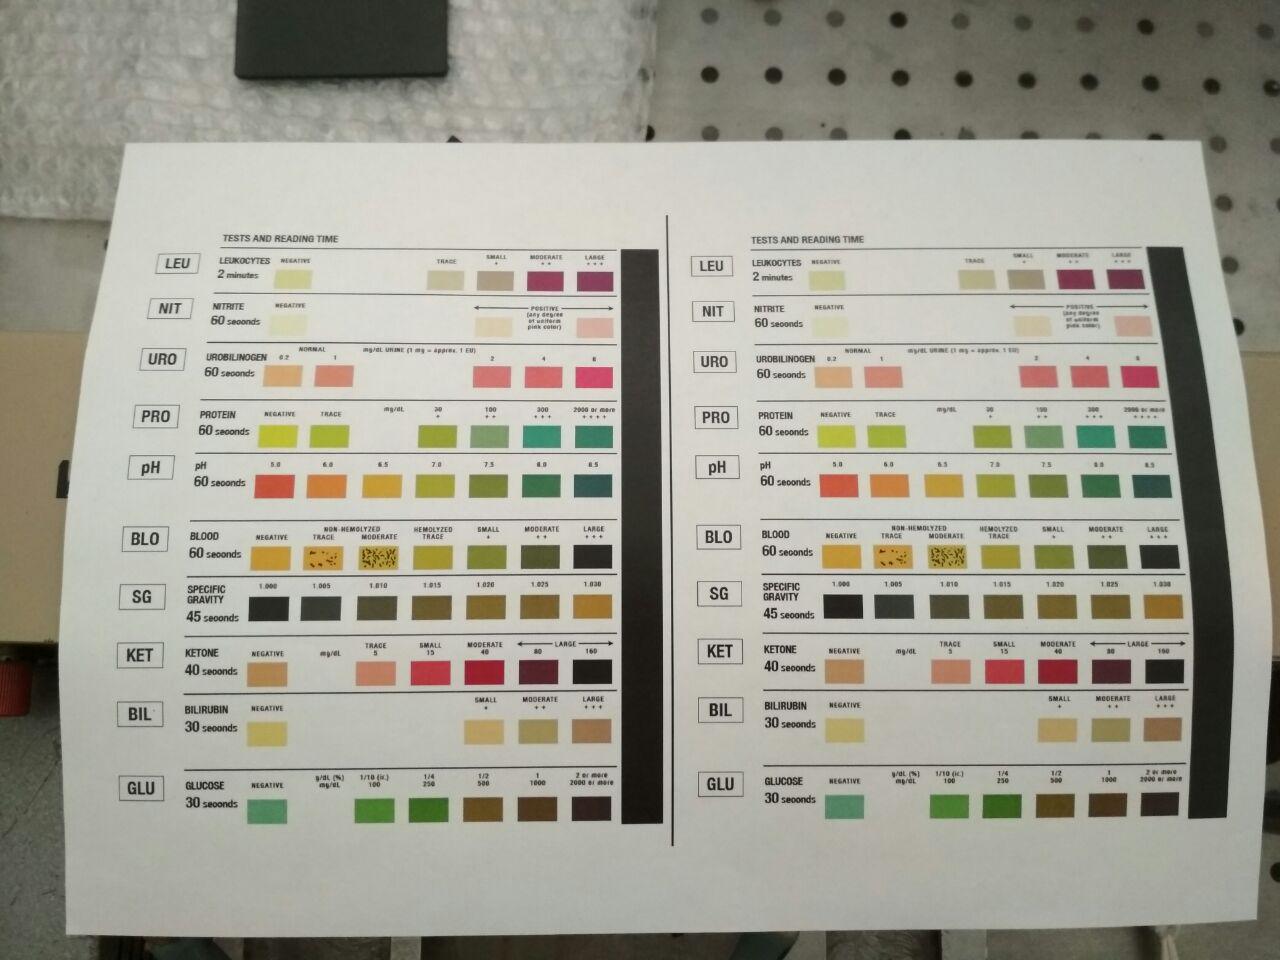 TESTS AND READING TIME
LEU
LEUKOCYTES
2 minutes
NEGATIVE TRACE SMALL + MODERATE ++ LARGE +++
NIT
NITRITE
60 seconds
NEGATIVE POSITIVE
(any degree
of uniform
pink color)
URO
UROBILINOGEN
60 seconds
NORMAL mg/dL URINE (1 mg = approx. 1 EU)
0.2 1 2 4 8
PRO
PROTEIN
60 seconds
NEGATIVE TRACE mg/dL 30 + 100 ++ 300 +++ 2000 or more ++++
pH
pH
60 seconds
5.0 6.0 6.5 7.0 7.5 8.0 8.5
BLO
BLOOD
60 seconds
NON-HEMOLYZED HEMOLYZED SMALL MODERATE LARGE
NEGATIVE TRACE MODERATE TRACE + ++ +++
SG
SPECIFIC
GRAVITY
45 seconds
1.000 1.005 1.010 1.015 1.020 1.025 1.030
KET
KETONE
40 seconds
TRACE SMALL MODERATE LARGE
NEGATIVE mg/dL 5 15 40 80 160
BIL
BILIRUBIN
30 seconds
NEGATIVE SMALL + MODERATE ++ LARGE +++
GLU
GLUCOSE
30 seconds
g/dL (%) 1/10 (tr.) 1/4 1/2 1 2 or more
NEGATIVE mg/dL 100 250 500 1000 2000 or more
TESTS AND READING TIME
LEU
LEUKOCYTES
2 minutes
NEGATIVE TRACE SMALL + MODERATE ++ LARGE +++
NIT
NITRITE
60 seconds
NEGATIVE POSITIVE
(any degree
of uniform
pink color)
URO
UROBILINOGEN
60 seconds
NORMAL mg/dL URINE (1 mg = approx. 1 EU)
0.2 1 2 4 8
PRO
PROTEIN
60 seconds
NEGATIVE TRACE mg/dL 30 + 100 ++ 300 +++ 2000 or more ++++
pH
pH
60 seconds
5.0 6.0 6.5 7.0 7.5 8.0 8.5
BLO
BLOOD
60 seconds
NON-HEMOLYZED HEMOLYZED SMALL MODERATE LARGE
NEGATIVE TRACE MODERATE TRACE + ++ +++
SG
SPECIFIC
GRAVITY
45 seconds
1.000 1.005 1.010 1.015 1.020 1.025 1.030
KET
KETONE
40 seconds
TRACE SMALL MODERATE LARGE
NEGATIVE mg/dL 5 15 40 80 160
BIL
BILIRUBIN
30 seconds
NEGATIVE SMALL + MODERATE ++ LARGE +++
GLU
GLUCOSE
30 seconds
g/dL (%) 1/10 (tr.) 1/4 1/2 1 2 or more
NEGATIVE mg/dL 100 250 500 1000 2000 or more